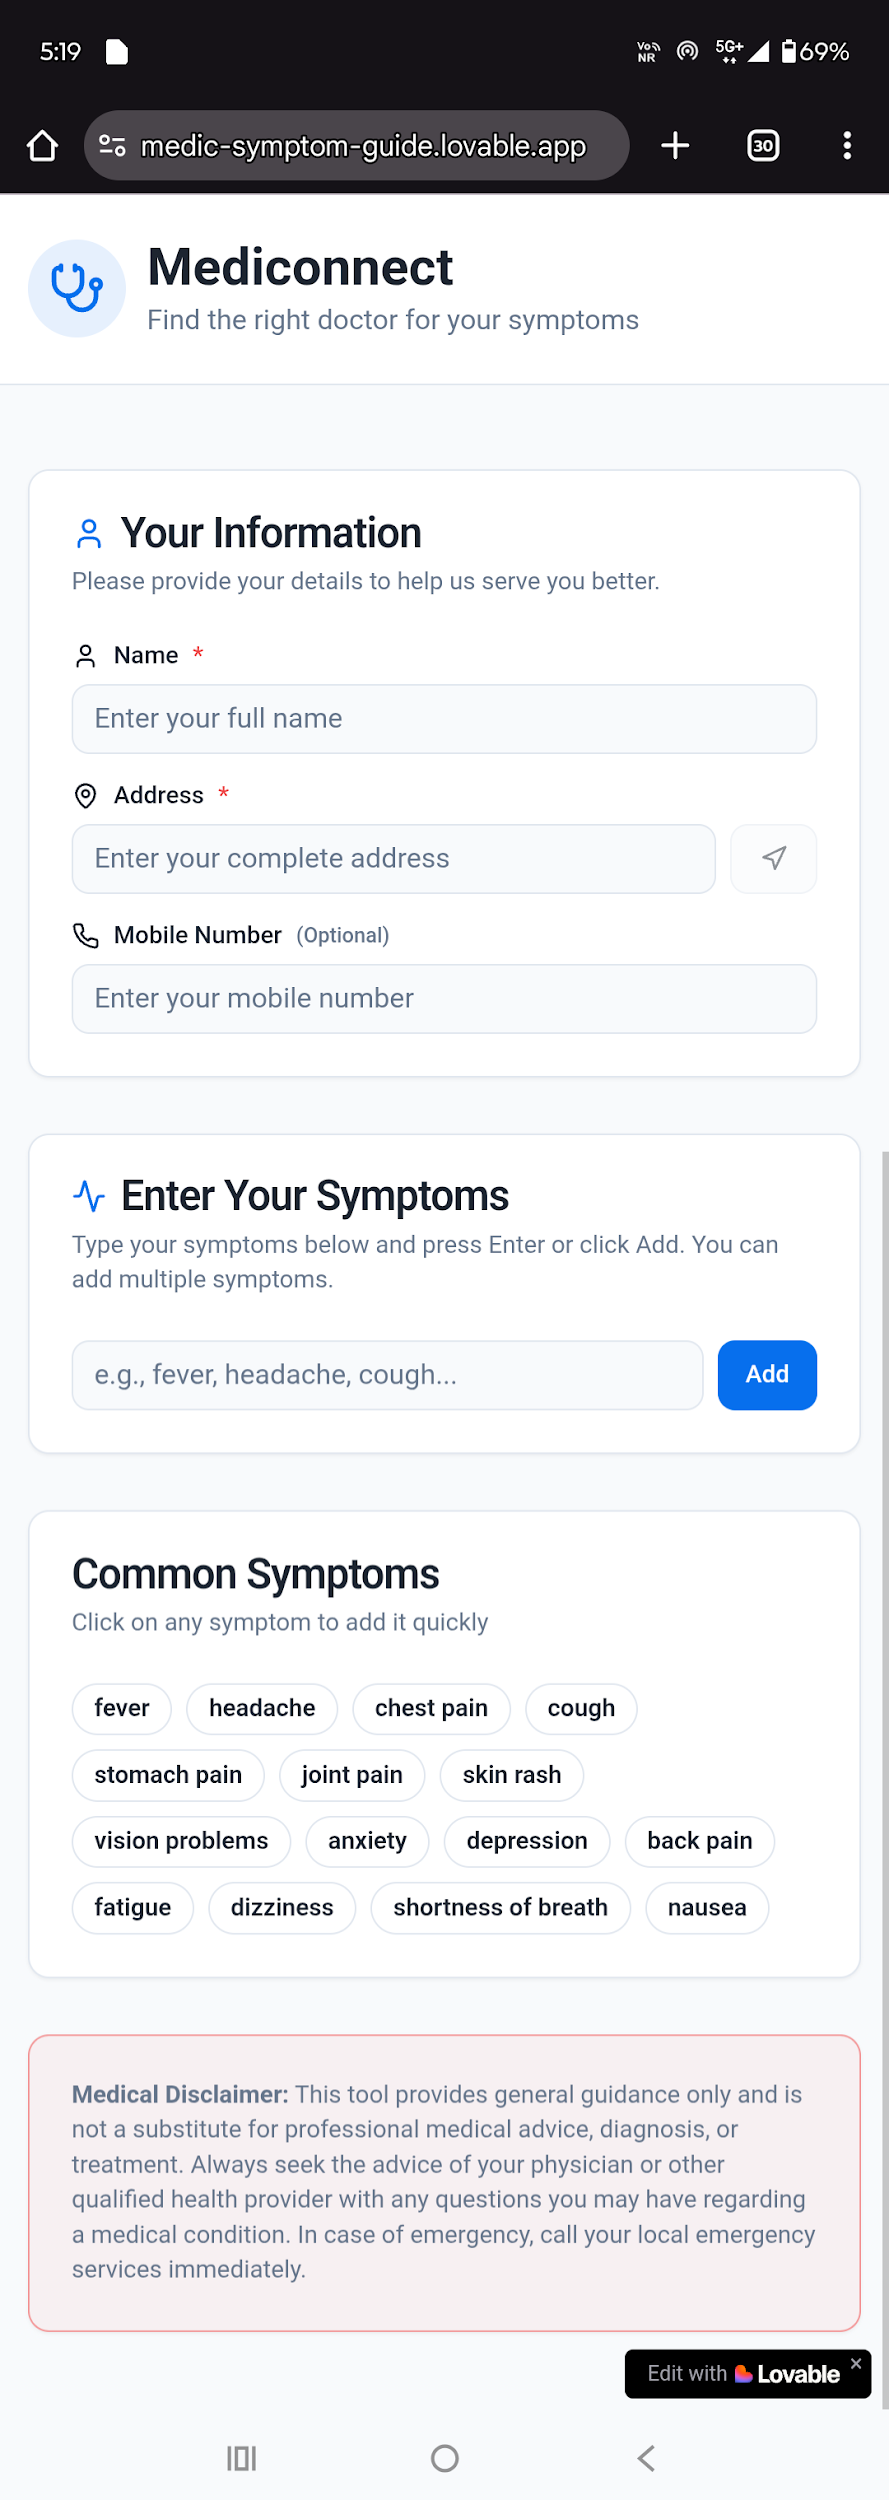 5:19
Vo NR 5G+ 69%
medic-symptom-guide.lovable.app 30
Mediconnect
Find the right doctor for your symptoms
Your Information
Please provide your details to help us serve you better.
Name *
Enter your full name
Address *
Enter your complete address
Mobile Number (Optional)
Enter your mobile number
Enter Your Symptoms
Type your symptoms below and press Enter or click Add. You can
add multiple symptoms.
e.g., fever, headache, cough...
Add
Common Symptoms
Click on any symptom to add it quickly
fever headache chest pain cough
stomach pain joint pain skin rash
vision problems anxiety depression back pain
fatigue dizziness shortness of breath nausea
Medical Disclaimer: This tool provides general guidance only and is
not a substitute for professional medical advice, diagnosis, or
treatment. Always seek the advice of your physician or other
qualified health provider with any questions you may have regarding
a medical condition. In case of emergency, call your local emergency
services immediately.
Edit with Lovable ×